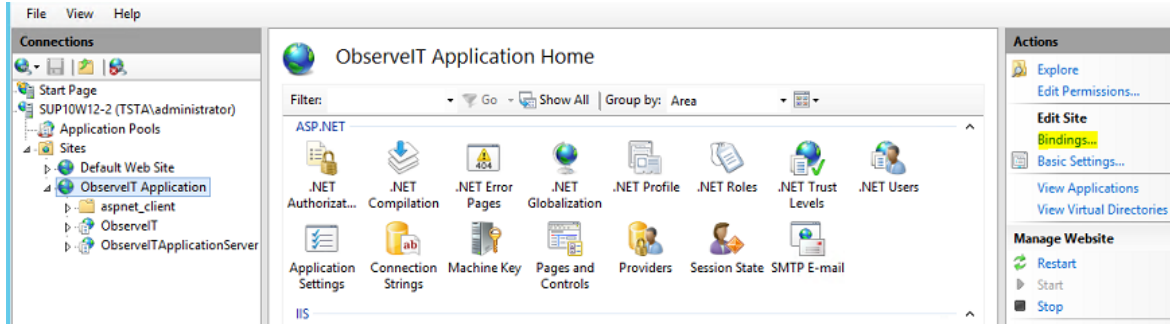 File View Help
Connections
Start Page
SUP10W12-2 (TSTA\administrator)
Application Pools
Sites
Default Web Site
ObserveIT Application
aspnet_client
ObserveIT
ObserveITApplicationServer
ObserveIT Application Home
Filter: Go Show All Group by: Area
ASP.NET
.NET Authorizat...
.NET Compilation
404
.NET Error Pages
.NET Globalization
.NET Profile
.NET Roles
.NET Trust Levels
.NET Users
Application Settings
ab
Connection Strings
Machine Key
Pages and Controls
Providers
Session State
SMTP E-mail
IIS
Actions
Explore
Edit Permissions...
Edit Site
Bindings...
Basic Settings...
View Applications
View Virtual Directories
Manage Website
Restart
Start
Stop